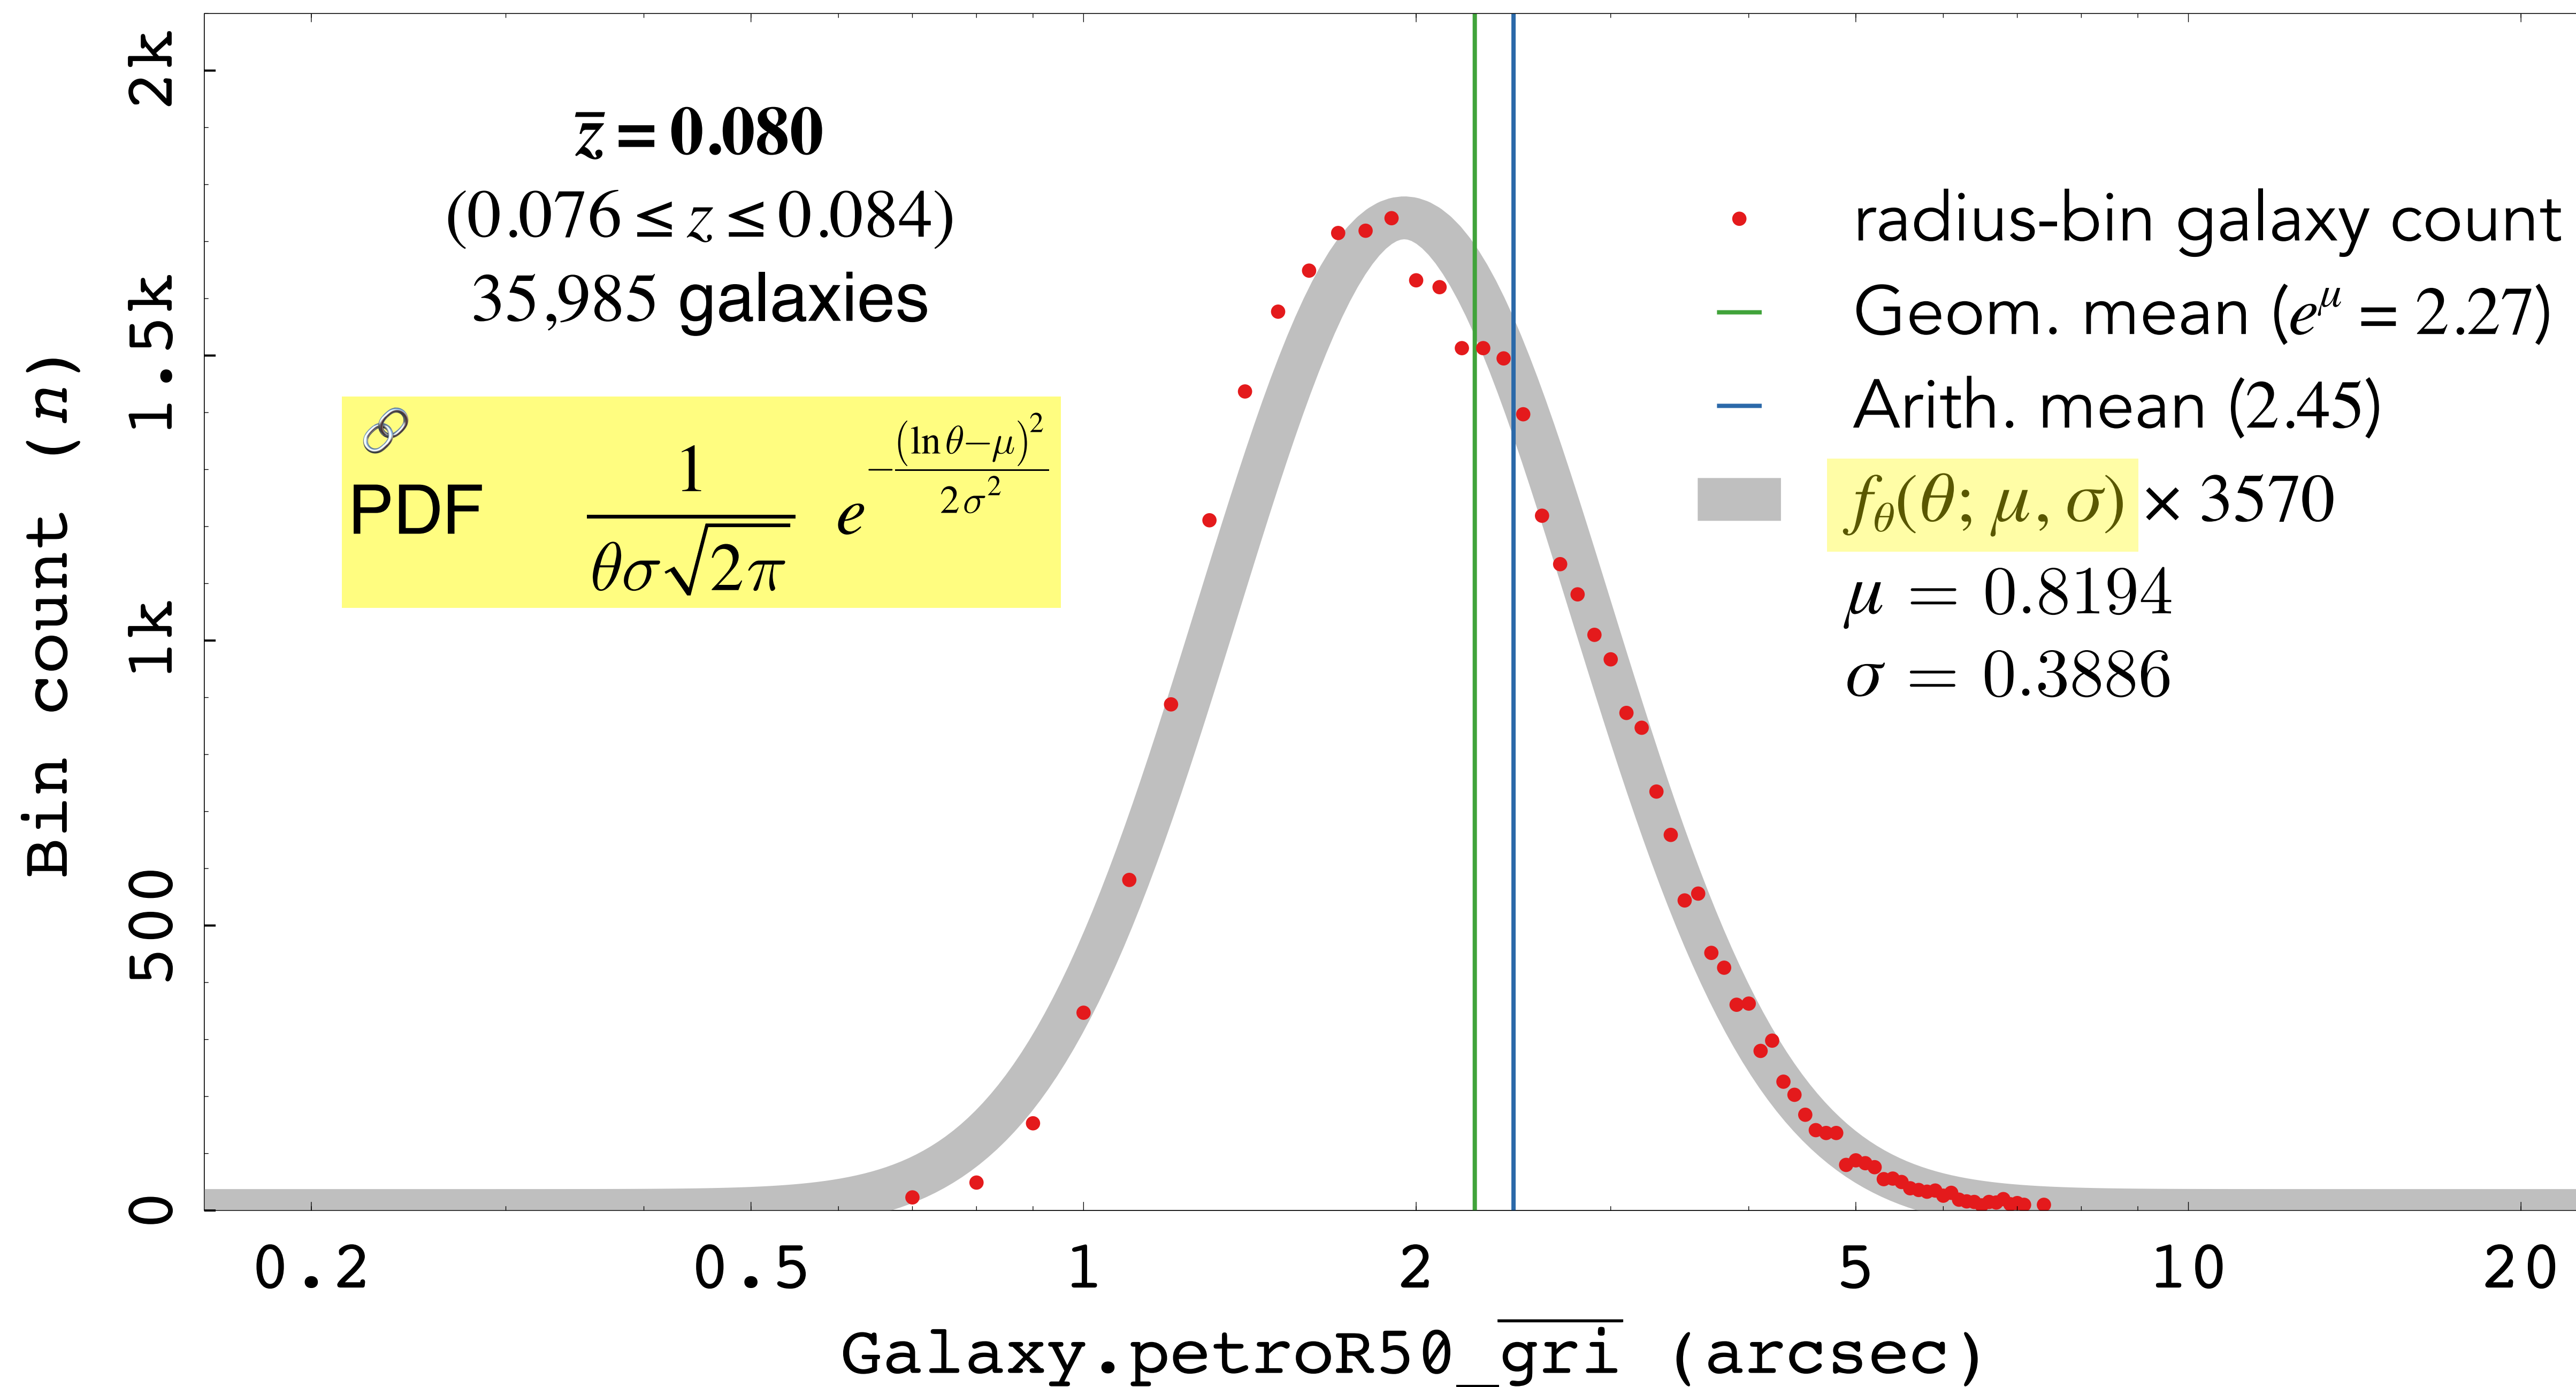 Bin count (n)
2k
1.5k
1k
500
0
z̅ = 0.080
(0.076 ≤ z ≤ 0.084)
35,985 galaxies
PDF 1/(θσ√2π) e^−(ln θ−μ)²/2σ²
radius-bin galaxy count
Geom. mean (e^μ = 2.27)
Arith. mean (2.45)
f_θ(θ; μ, σ) × 3570
μ = 0.8194
σ = 0.3886
0.2 0.5 1 2 5 10 20
Galaxy.petroR50_g̅r̅i̅ (arcsec)